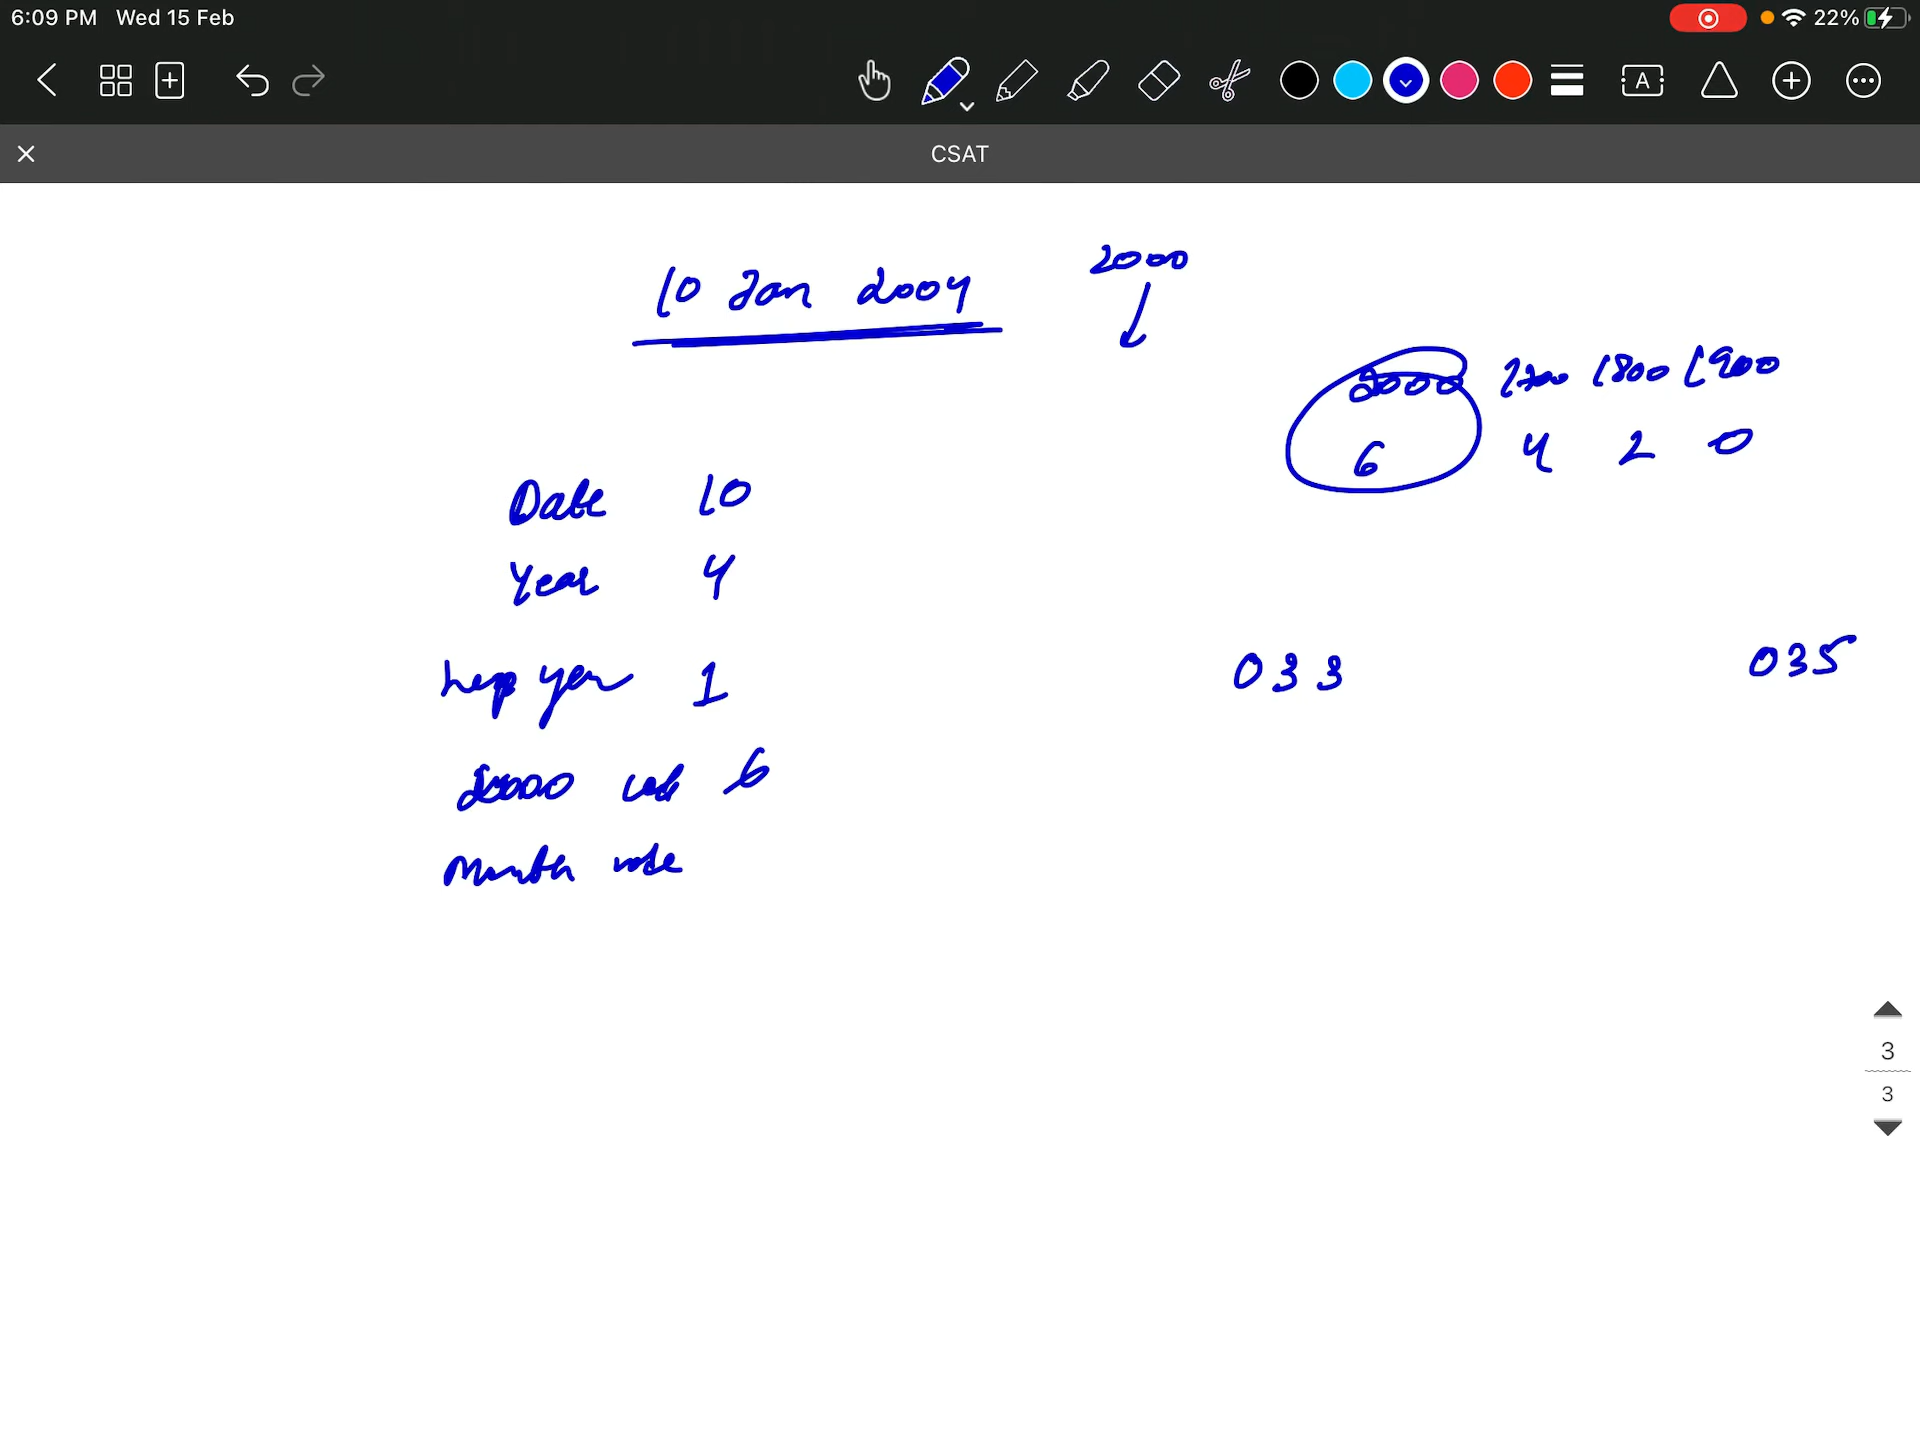 6:09 PM Wed 15 Feb
22%
A
CSAT
10 Jan 2004 2000
2000 1700 1800 1900
6 4 2 0
Date 10
Year 4
leap year 1
033 035
2000 code 6
Month code
3
3